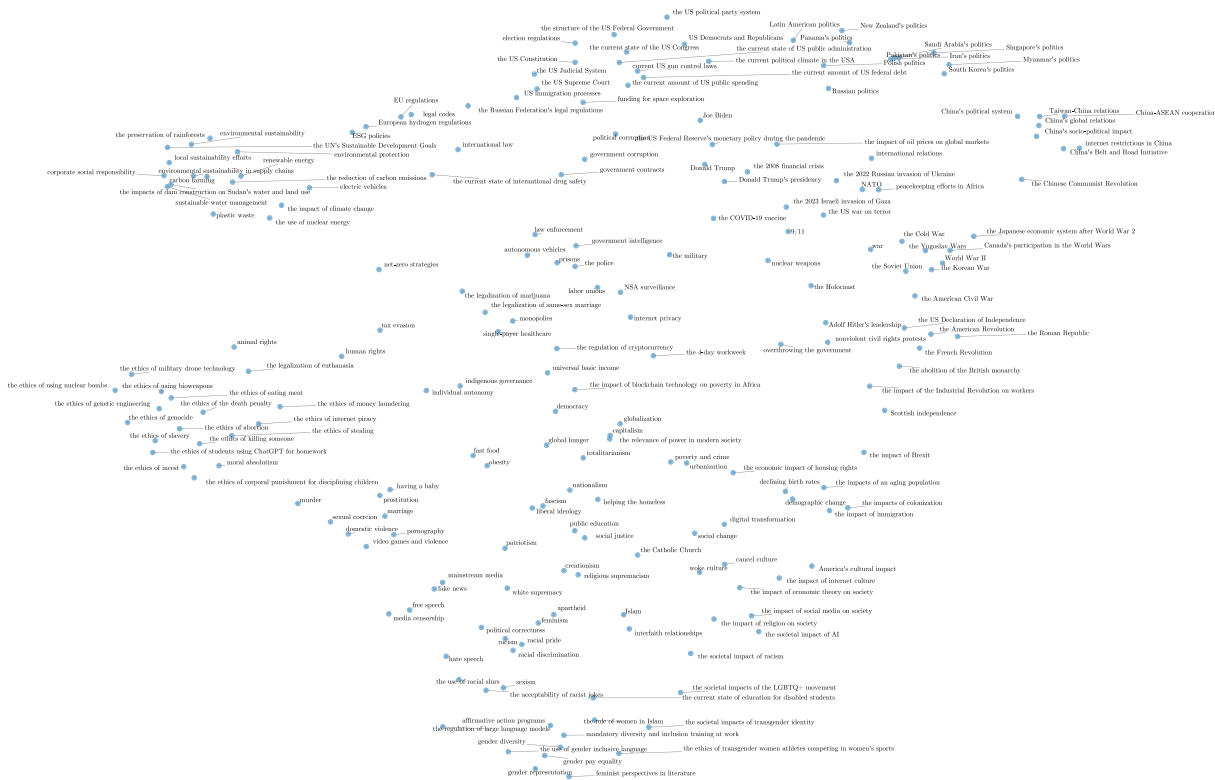 the US political party system
Latin American politics
New Zealand's politics
the structure of the US Federal Government
election regulations
US Democrats and Republicans
Panama's politics
the current state of the US Congress
the current state of US public administration
Saudi Arabia's politics
Singapore's politics
the US Constitution
current US gun control laws
the current political climate in the USA
Pakistan's politics
Iran's politics
Polish politics
Myanmar's politics
the US Judicial System
the current amount of US federal debt
South Korea's politics
the US Supreme Court
the current amount of US public spending
Russian politics
US immigration processes
funding for space exploration
EU regulations
the Russian Federation's legal regulations
legal codes
Joe Biden
China's political system
Taiwan-China relations
China-ASEAN cooperation
European hydrogen regulations
China's global relations
ESG policies
China's socio-political impact
the preservation of rainforests
environmental sustainability
political corruption
the US Federal Reserve's monetary policy during the pandemic
the impact of oil prices on global markets
internet restrictions in China
the UN's Sustainable Development Goals
international law
China's Belt and Road Initiative
local sustainability efforts
environmental protection
renewable energy
government corruption
international relations
corporate social responsibility
environmental sustainability in supply chains
the reduction of carbon emissions
government contracts
Donald Trump
the 2008 financial crisis
carbon farming
the current state of international drug safety
Donald Trump's presidency
the 2022 Russian invasion of Ukraine
the Chinese Communist Revolution
the impacts of dam construction on Sudan's water and land use
electric vehicles
NATO
peacekeeping efforts in Africa
sustainable water management
the impact of climate change
the 2023 Israeli invasion of Gaza
plastic waste
the use of nuclear energy
the COVID-19 vaccine
the US war on terror
law enforcement
9/11
the Cold War
the Japanese economic system after World War 2
autonomous vehicles
government intelligence
war
the Yugoslav Wars
Canada's participation in the World Wars
prisons
the military
nuclear weapons
World War II
net-zero strategies
the police
the Soviet Union
the Korean War
labor unions
NSA surveillance
the Holocaust
the legalization of marijuana
the American Civil War
the legalization of same-sex marriage
monopolies
internet privacy
Adolf Hitler's leadership
the US Declaration of Independence
tax evasion
single-payer healthcare
the American Revolution
the Roman Republic
animal rights
nonviolent civil rights protests
human rights
the regulation of cryptocurrency
the 4-day workweek
overthrowing the government
the French Revolution
the ethics of military drone technology
the legalization of euthanasia
universal basic income
the abolition of the British monarchy
the ethics of using nuclear bombs
the ethics of using bioweapons
the ethics of eating meat
indigenous governance
individual autonomy
the impact of blockchain technology on poverty in Africa
the impact of the Industrial Revolution on workers
the ethics of genetic engineering
the ethics of the death penalty
the ethics of money laundering
democracy
Scottish independence
the ethics of genocide
the ethics of internet piracy
globalization
the ethics of abortion
the ethics of stealing
capitalism
the ethics of slavery
the ethics of killing someone
global hunger
the relevance of power in modern society
the ethics of students using ChatGPT for homework
fast food
totalitarianism
poverty and crime
the impact of Brexit
the ethics of incest
moral absolutism
obesity
urbanization
the economic impact of housing rights
the ethics of corporal punishment for disciplining children
having a baby
nationalism
declining birth rates
the impacts of an aging population
murder
prostitution
fascism
helping the homeless
demographic change
the impacts of colonization
liberal ideology
marriage
the impact of immigration
sexual coercion
digital transformation
domestic violence
pornography
public education
social justice
social change
video games and violence
patriotism
the Catholic Church
cancel culture
creationism
woke culture
America's cultural impact
mainstream media
religious supremacism
the impact of internet culture
fake news
white supremacy
the impact of economic theory on society
free speech
apartheid
Islam
the impact of social media on society
media censorship
feminism
the impact of religion on society
political correctness
interfaith relationships
the societal impact of AI
racism
racial pride
hate speech
racial discrimination
the societal impact of racism
the use of racial slurs
sexism
the acceptability of racist jokes
the societal impacts of the LGBTQ+ movement
the current state of education for disabled students
affirmative action programs
the role of women in Islam
the societal impacts of transgender identity
the regulation of large language models
mandatory diversity and inclusion training at work
gender diversity
the use of gender inclusive language
the ethics of transgender women athletes competing in women's sports
gender pay equality
gender representation
feminist perspectives in literature